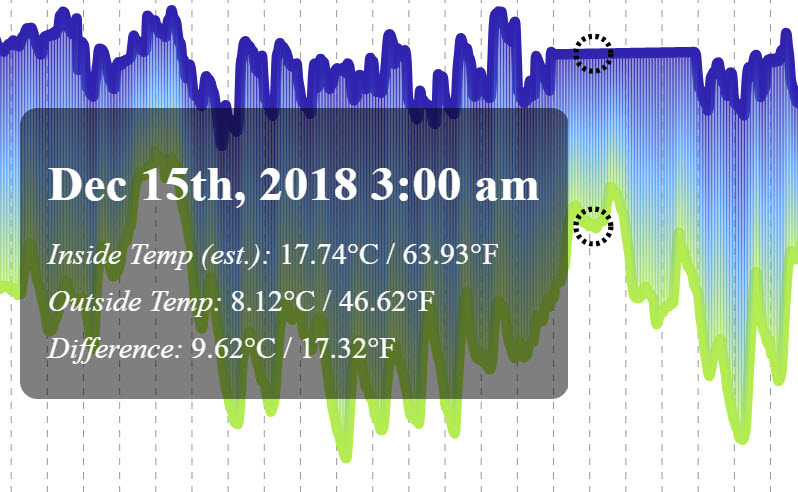 Dec 15th, 2018 3:00 am
Inside Temp (est.): 17.74°C / 63.93°F
Outside Temp: 8.12°C / 46.62°F
Difference: 9.62°C / 17.32°F